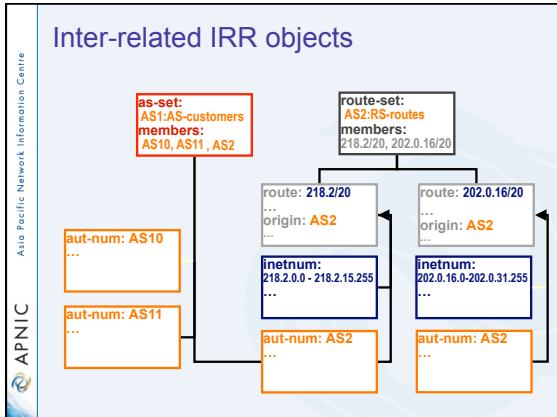 Inter-related IRR objects
Asia Pacific Network Information Centre
APNIC
as-set:
AS1:AS-customers
members:
AS10, AS11 , AS2
route-set:
AS2:RS-routes
members:
218.2/20, 202.0.16/20
route: 218.2/20
…
origin: AS2
…
route: 202.0.16/20
…
origin: AS2
…
aut-num: AS10
…
inetnum:
218.2.0.0 - 218.2.15.255
…
inetnum:
202.0.16.0-202.0.31.255
…
aut-num: AS11
…
aut-num: AS2
…
aut-num: AS2
…